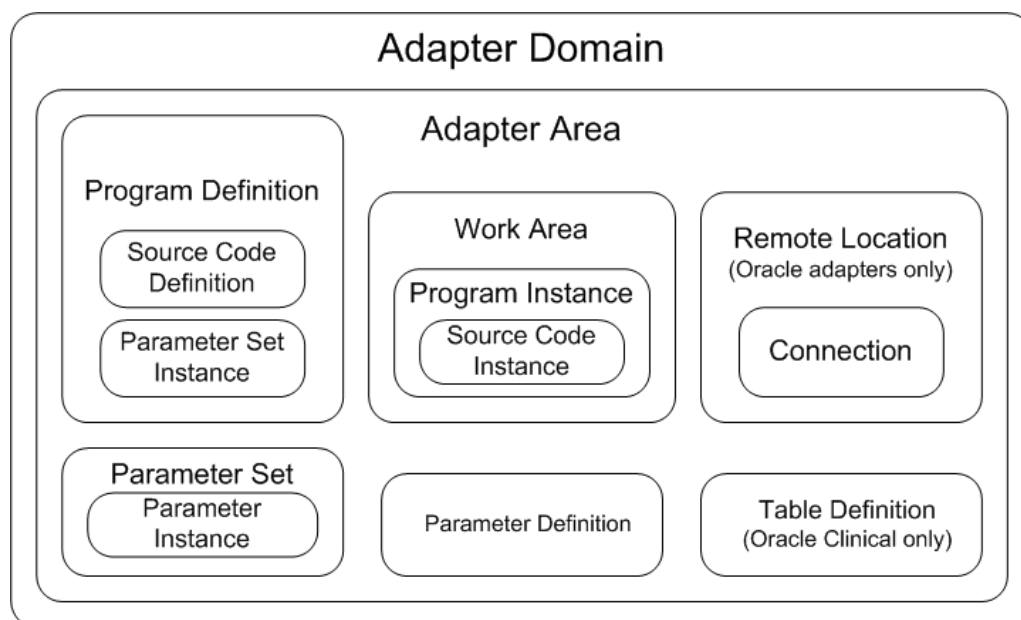 Adapter Domain
Adapter Area
Program Definition
Source Code
Definition
Parameter Set
Instance
Work Area
Program Instance
Source Code
Instance
Remote Location
(Oracle adapters only)
Connection
Parameter Set
Parameter
Instance
Parameter Definition
Table Definition
(Oracle Clinical only)